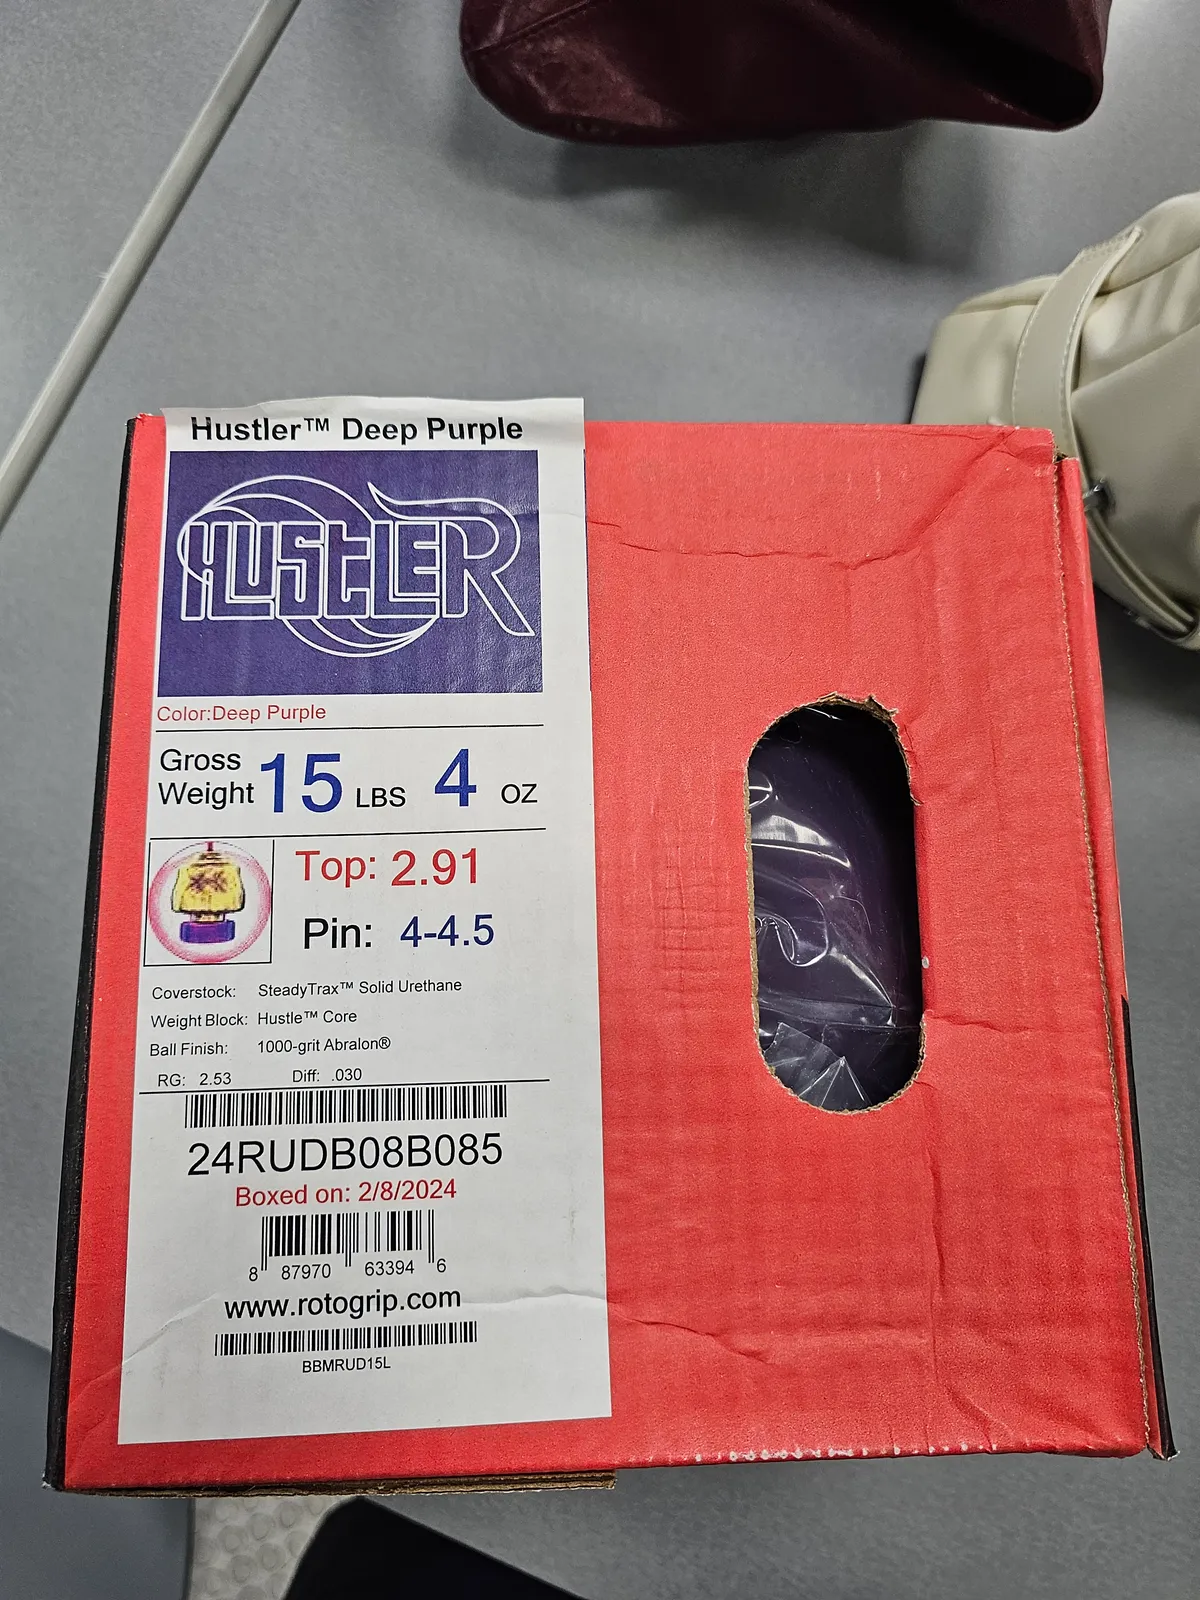 Hustler™ Deep Purple
HUStLER
Color:Deep Purple
Gross Weight 15 LBS 4 OZ
Top: 2.91
Pin: 4-4.5
Coverstock: SteadyTrax™ Solid Urethane
Weight Block: Hustle™ Core
Ball Finish: 1000-grit Abralon®
RG: 2.53 Diff: .030
24RUDB08B085
Boxed on: 2/8/2024
8 87970 63394 6
www.rotogrip.com
BBMRUD15L